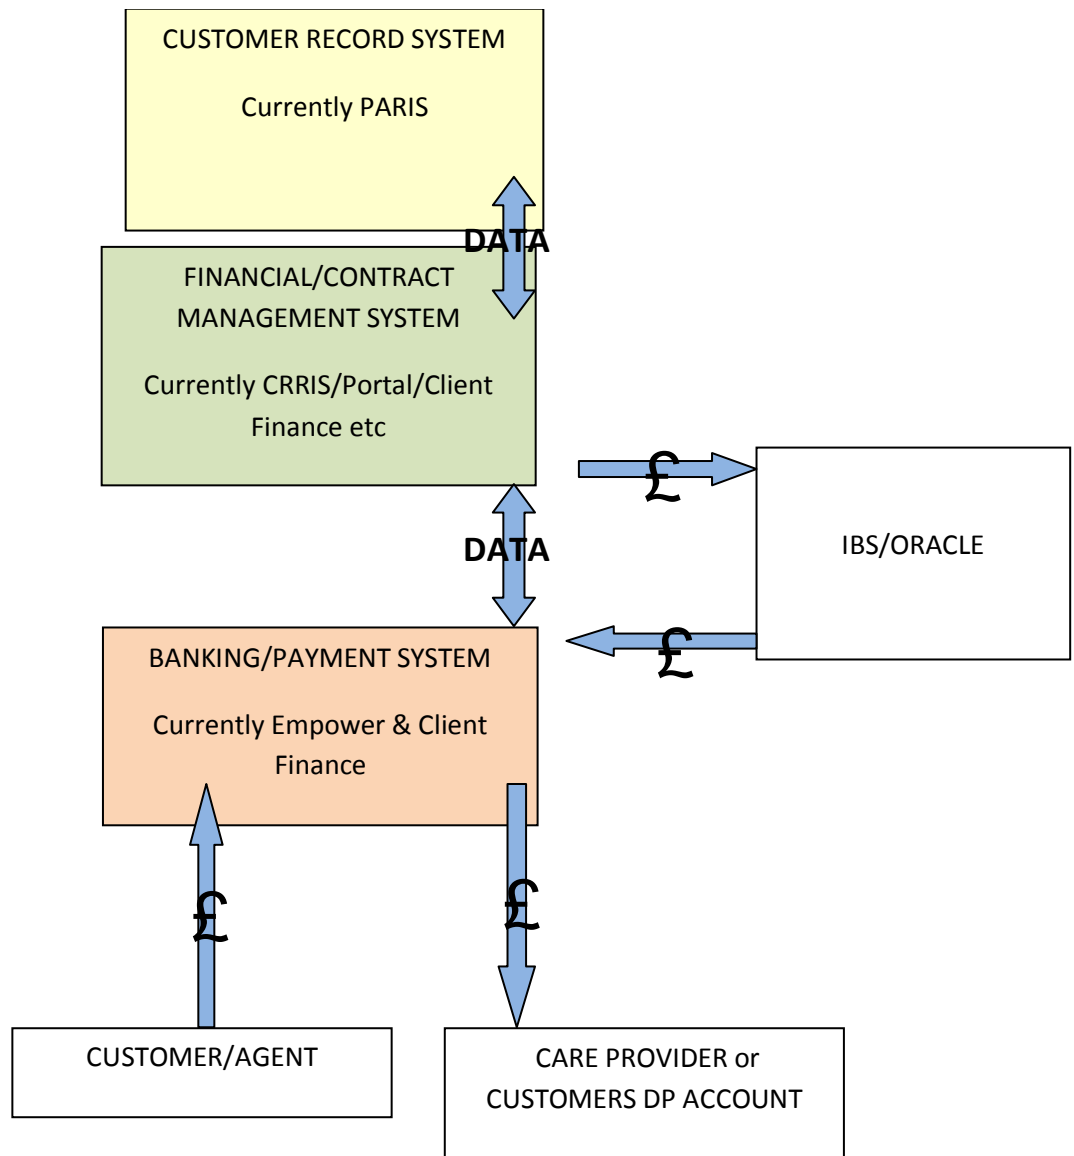 CUSTOMER RECORD SYSTEM
Currently PARIS
DATA
FINANCIAL/CONTRACT
MANAGEMENT SYSTEM
Currently CRRIS/Portal/Client
Finance etc
£
IBS/ORACLE
DATA
£
BANKING/PAYMENT SYSTEM
Currently Empower & Client
Finance
£
£
CUSTOMER/AGENT
CARE PROVIDER or
CUSTOMERS DP ACCOUNT